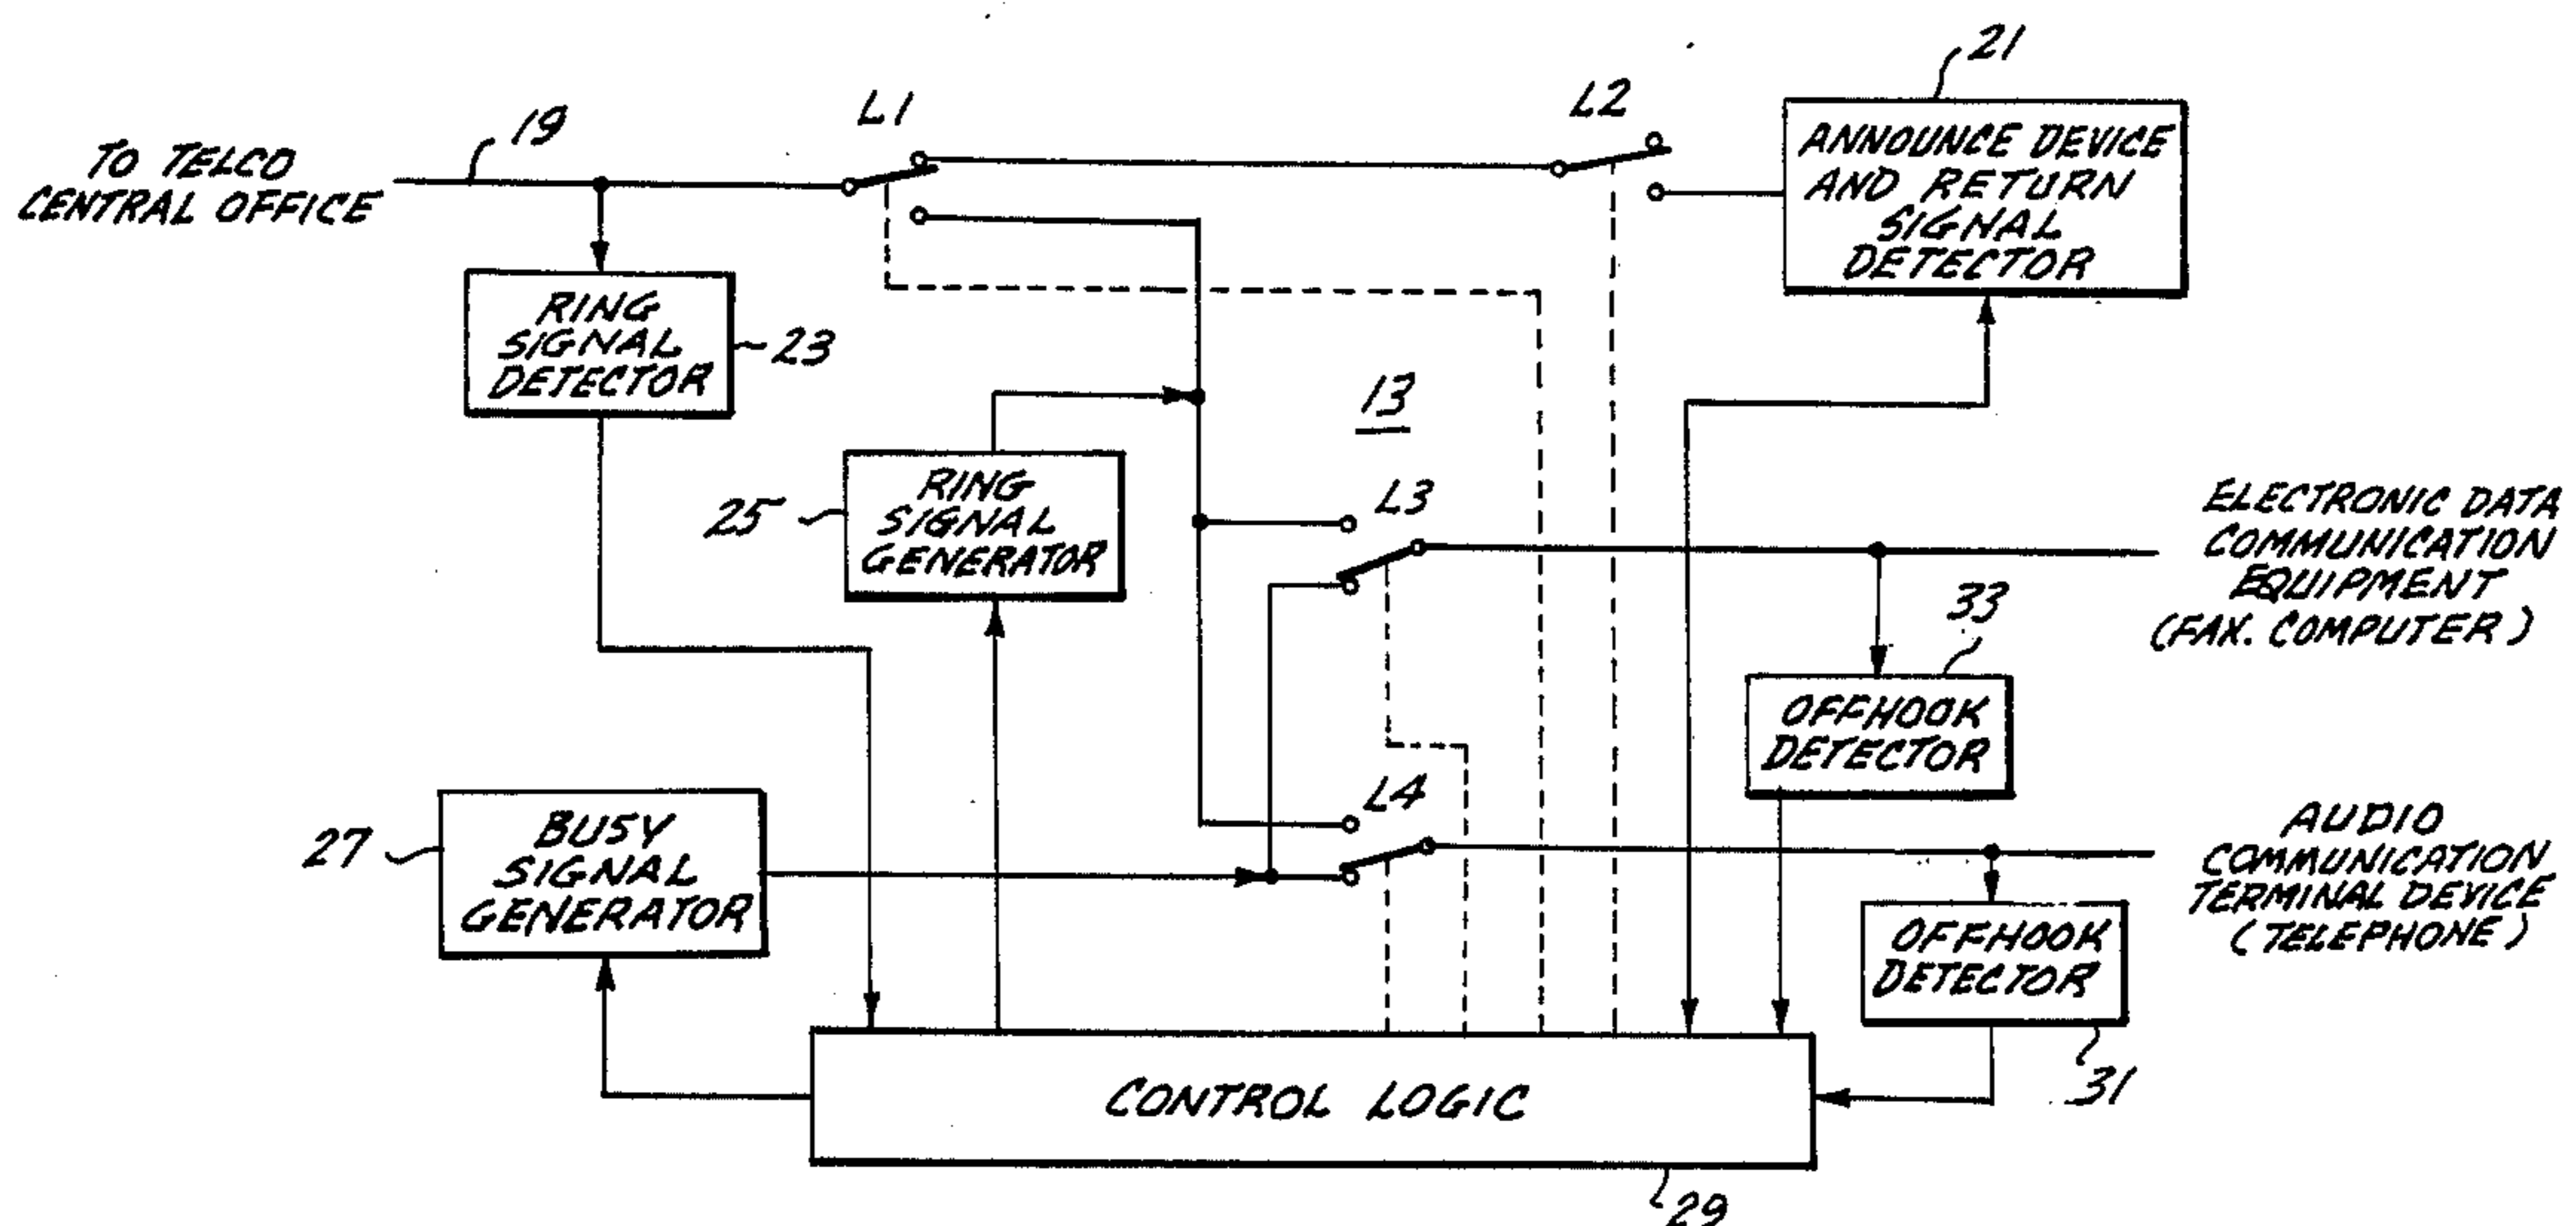 21
L1
L2
19
TO TELCO
CENTRAL OFFICE
ANNOUNCE DEVICE
AND RETURN
SIGNAL
DETECTOR
RING
SIGNAL
DETECTOR
23
13
25
RING
SIGNAL
GENERATOR
L3
ELECTRONIC DATA
COMMUNICATION
EQUIPMENT
(FAX. COMPUTER)
33
OFFHOOK
DETECTOR
L4
27
BUSY
SIGNAL
GENERATOR
AUDIO
COMMUNICATION
TERMINAL DEVICE
(TELEPHONE)
OFFHOOK
DETECTOR
31
CONTROL LOGIC
29